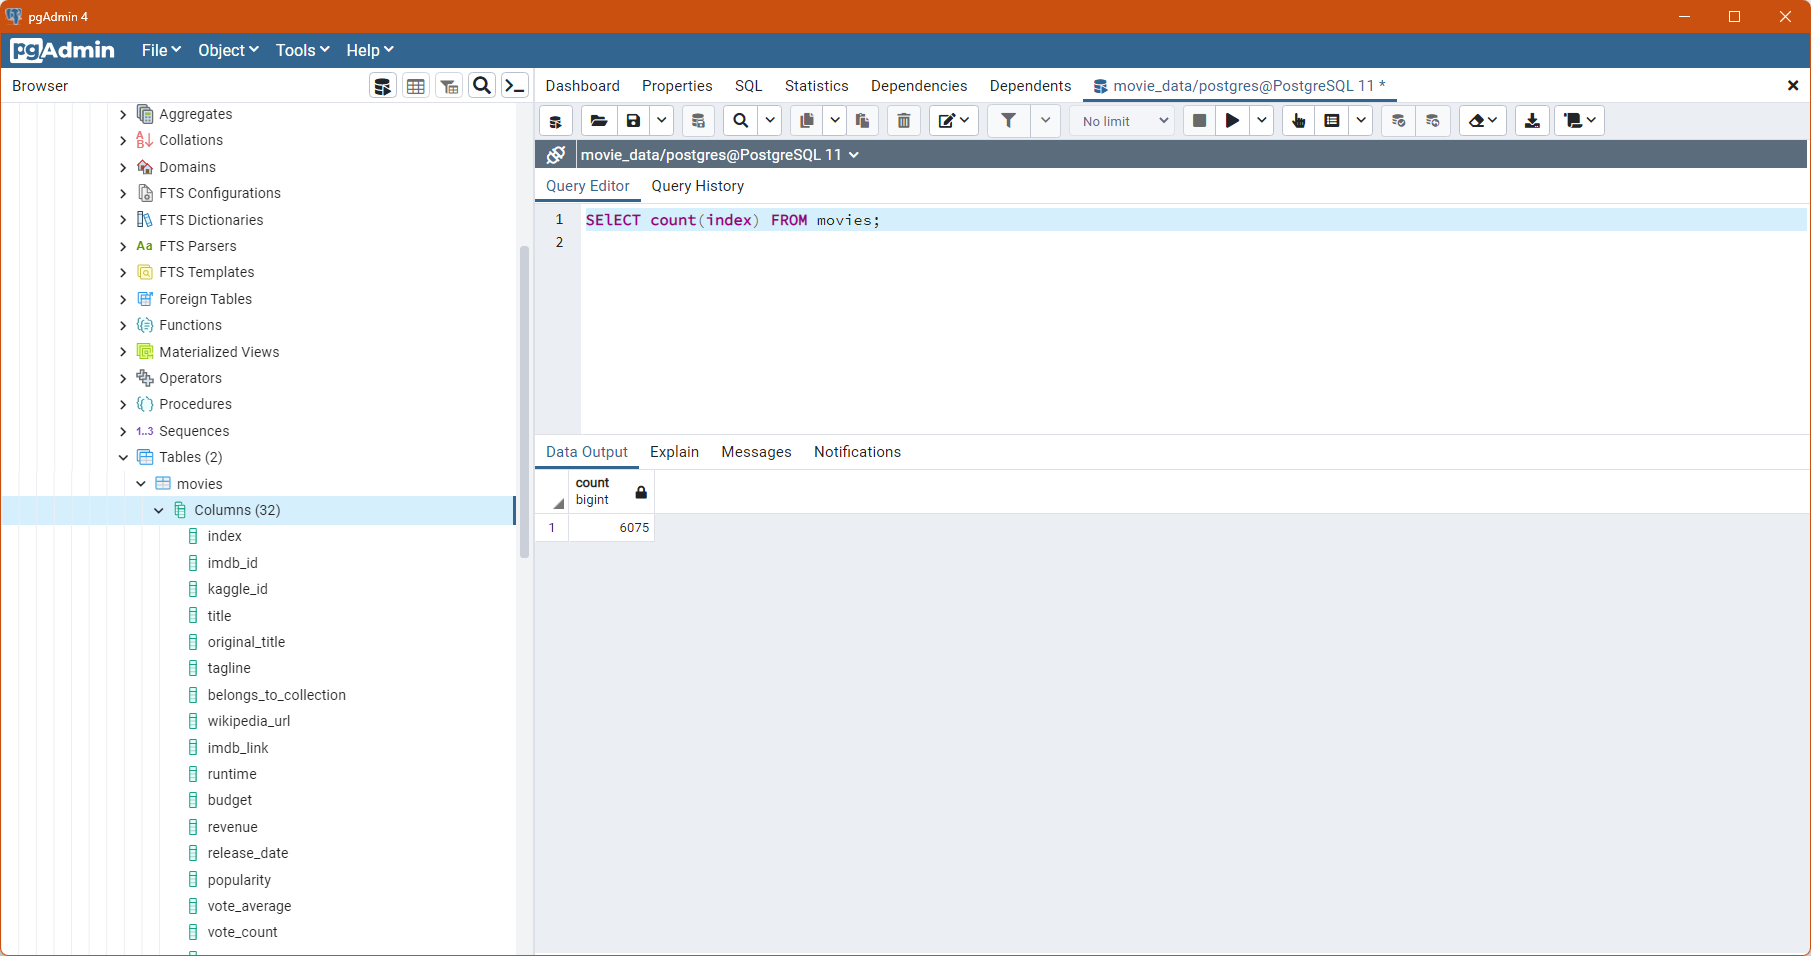 pgAdmin 4
pgAdmin File Object Tools Help
Browser
Dashboard Properties SQL Statistics Dependencies Dependents movie_data/postgres@PostgreSQL 11 *
No limit
movie_data/postgres@PostgreSQL 11
Query Editor Query History
1 SElECT count(index) FROM movies;
2
Data Output Explain Messages Notifications
count
bigint
1 6075
Aggregates
Collations
Domains
FTS Configurations
FTS Dictionaries
Aa FTS Parsers
FTS Templates
Foreign Tables
Functions
Materialized Views
Operators
Procedures
1..3 Sequences
Tables (2)
movies
Columns (32)
index
imdb_id
kaggle_id
title
original_title
tagline
belongs_to_collection
wikipedia_url
imdb_link
runtime
budget
revenue
release_date
popularity
vote_average
vote_count